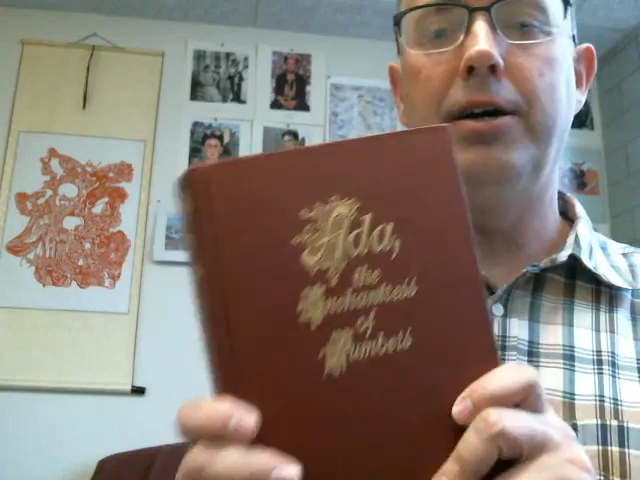 Ada,
the
Enchantress
of
Numbers